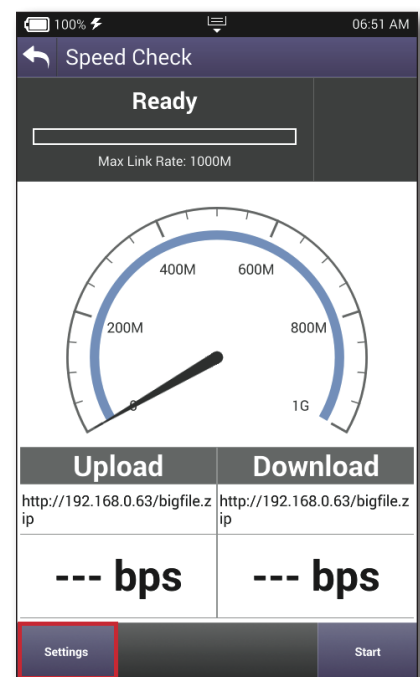 100% 06:51 AM
Speed Check
Ready
Max Link Rate: 1000M
400M 600M
200M 800M
0 1G
Upload Download
http://192.168.0.63/bigfile.z http://192.168.0.63/bigfile.z
ip ip
--- bps --- bps
Settings Start